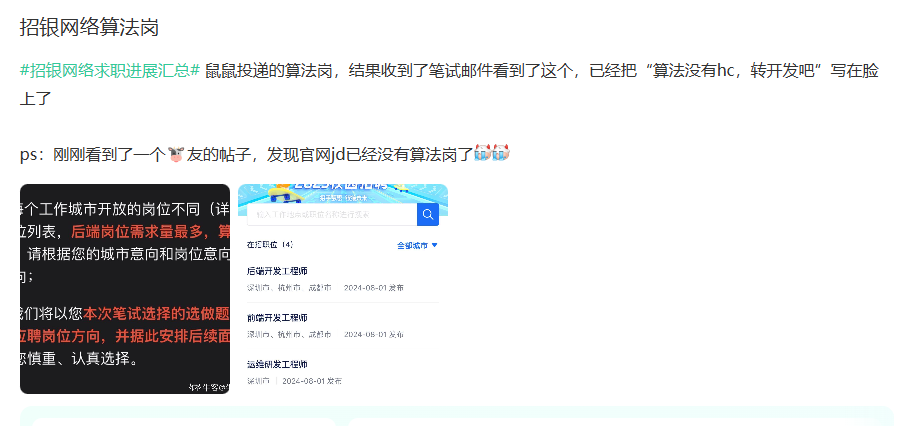 招银网络算法岗
#招银网络求职进展汇总# 鼠鼠投递的算法岗，结果收到了笔试邮件看到了这个，已经把“算法没有hc，转开发吧”写在脸
上了
ps：刚刚看到了一个🐮友的帖子，发现官网jd已经没有算法岗了😭😭
每个工作城市开放的岗位不同（详
位列表，后端岗位需求量最多，算
请根据您的城市意向和岗位意向
向；
我们将以您本次笔试选择的选做题
应聘岗位方向，并据此安排后续面
您慎重、认真选择。
2025校园招聘
在招职位（4）
全部城市
后端开发工程师
深圳市、杭州市、成都市 2024-08-01 发布
前端开发工程师
深圳市、杭州市、成都市 2024-08-01 发布
运维研发工程师
深圳市 2024-08-01 发布